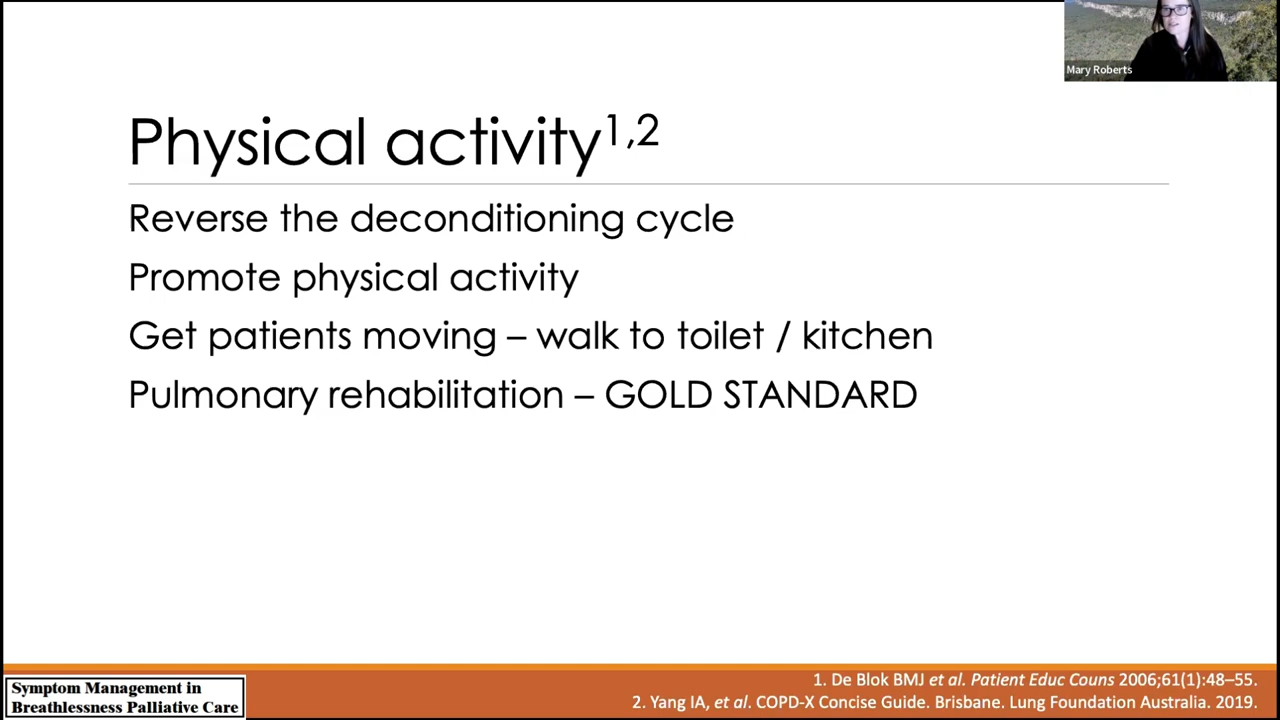 Mary Roberts
Physical activity1,2
Reverse the deconditioning cycle
Promote physical activity
Get patients moving – walk to toilet / kitchen
Pulmonary rehabilitation – GOLD STANDARD
Symptom Management in
Breathlessness Palliative Care
1. De Blok BMJ et al. Patient Educ Couns 2006;61(1):48–55.
2. Yang IA, et al. COPD-X Concise Guide. Brisbane. Lung Foundation Australia. 2019.